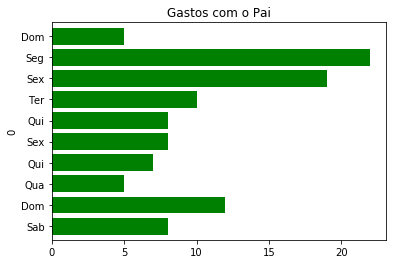 Gastos com o Pai
Dom
Seg
Sex
Ter
Qui
Sex
Qui
Qua
Dom
Sab
0
0 5 10 15 20